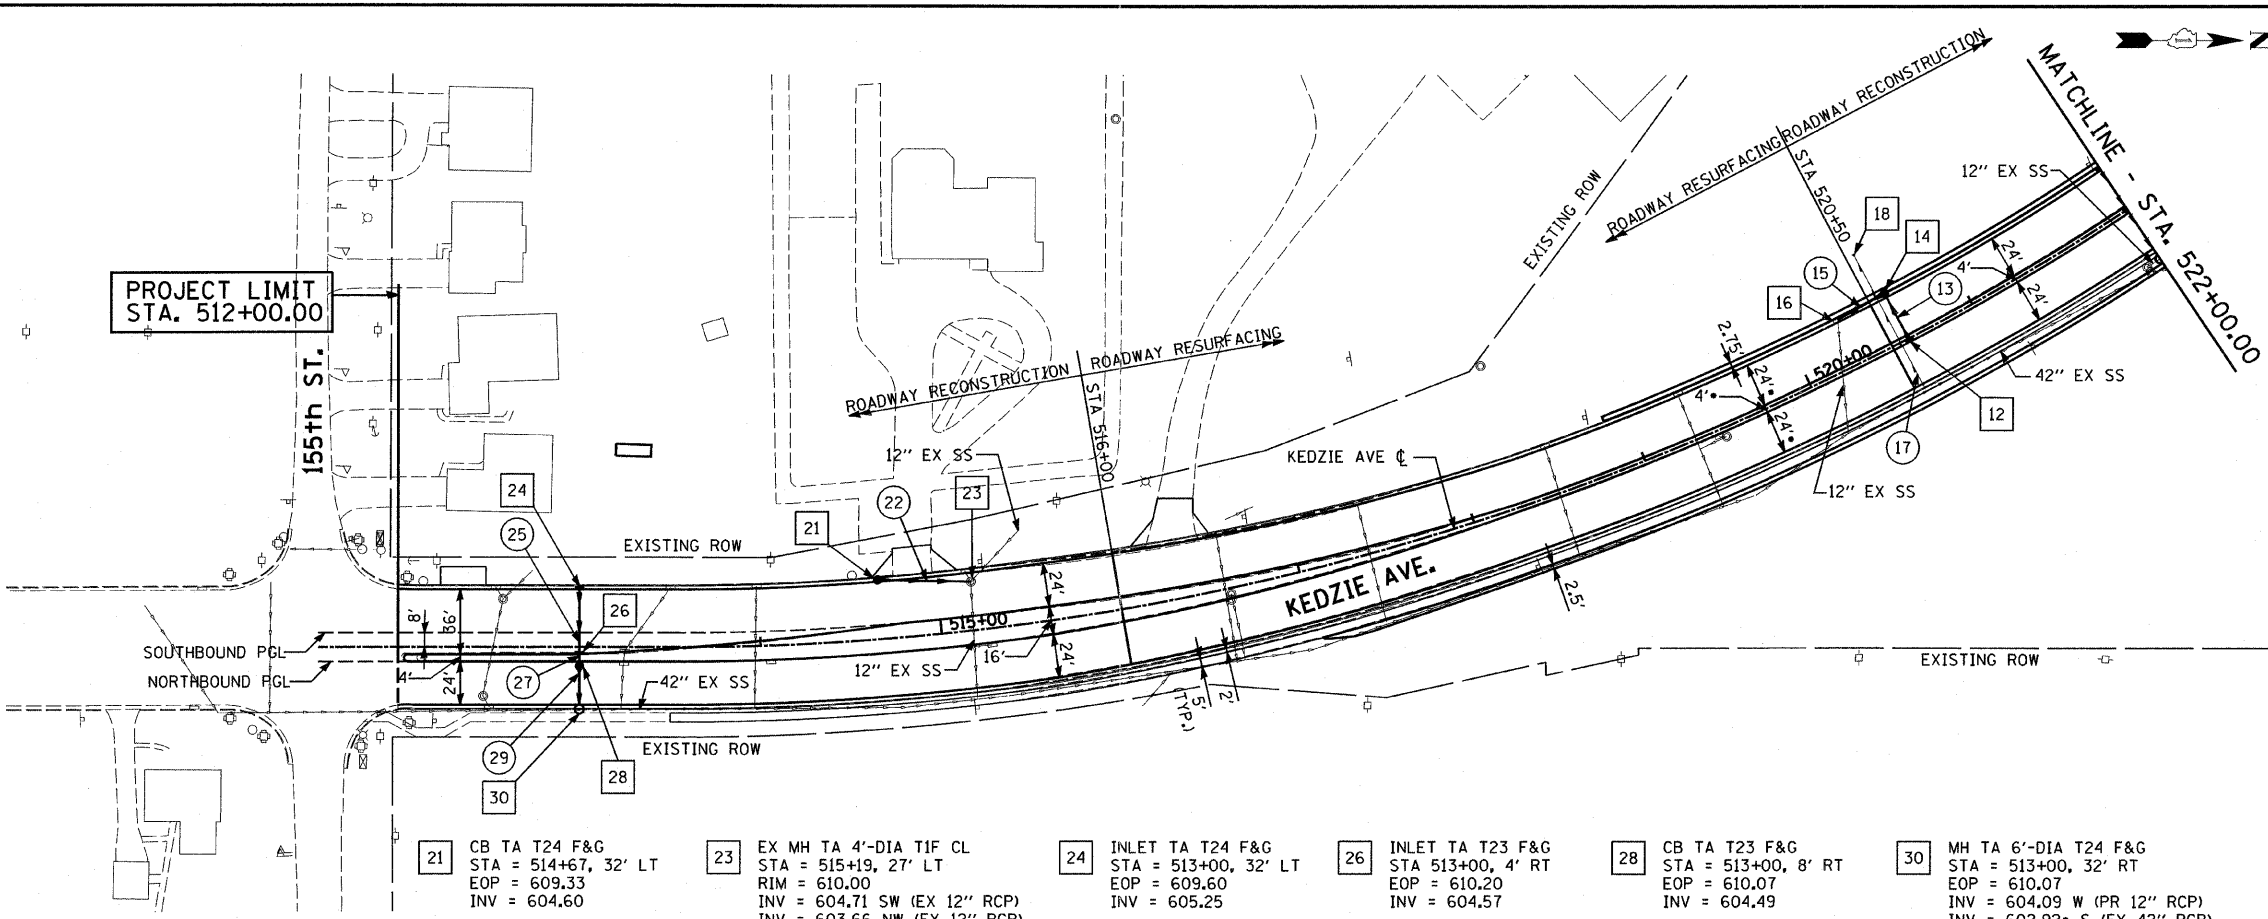 N
MATCHLINE - STA. 522+00.00
ROADWAY RESURFACING
ROADWAY RECONSTRUCTION
STA 520+50
12" EX SS
EXISTING ROW
18
14
15
13
16
4'
24'
24'
PROJECT LIMIT
STA. 512+00.00
155th ST.
ROADWAY RECONSTRUCTION
ROADWAY RESURFACING
STA 516+00
2.75'
24'•
520+00
4'•
24'•
42" EX SS
12
17
12" EX SS
KEDZIE AVE ℄
12" EX SS
24
22
23
21
25
EXISTING ROW
26
24'
KEDZIE AVE.
2.5'
8'
36'
515+00
SOUTHBOUND PGL
NORTHBOUND PGL
4'
24'
27
42" EX SS
12" EX SS
16'
24'
5'
(TYP.)
2'
EXISTING ROW
EXISTING ROW
29
28
30
21
CB TA T24 F&G
STA = 514+67, 32' LT
EOP = 609.33
INV = 604.60
23
EX MH TA 4'-DIA T1F CL
STA = 515+19, 27' LT
RIM = 610.00
INV = 604.71 SW (EX 12" RCP)
INV = 603.66 NW (EX 12" RCP)
24
INLET TA T24 F&G
STA = 513+00, 32' LT
EOP = 609.60
INV = 605.25
26
INLET TA T23 F&G
STA 513+00, 4' RT
EOP = 610.20
INV = 604.57
28
CB TA T23 F&G
STA = 513+00, 8' RT
EOP = 610.07
INV = 604.49
30
MH TA 6'-DIA T24 F&G
STA = 513+00, 32' RT
EOP = 610.07
INV = 604.09 W (PR 12" RCP)